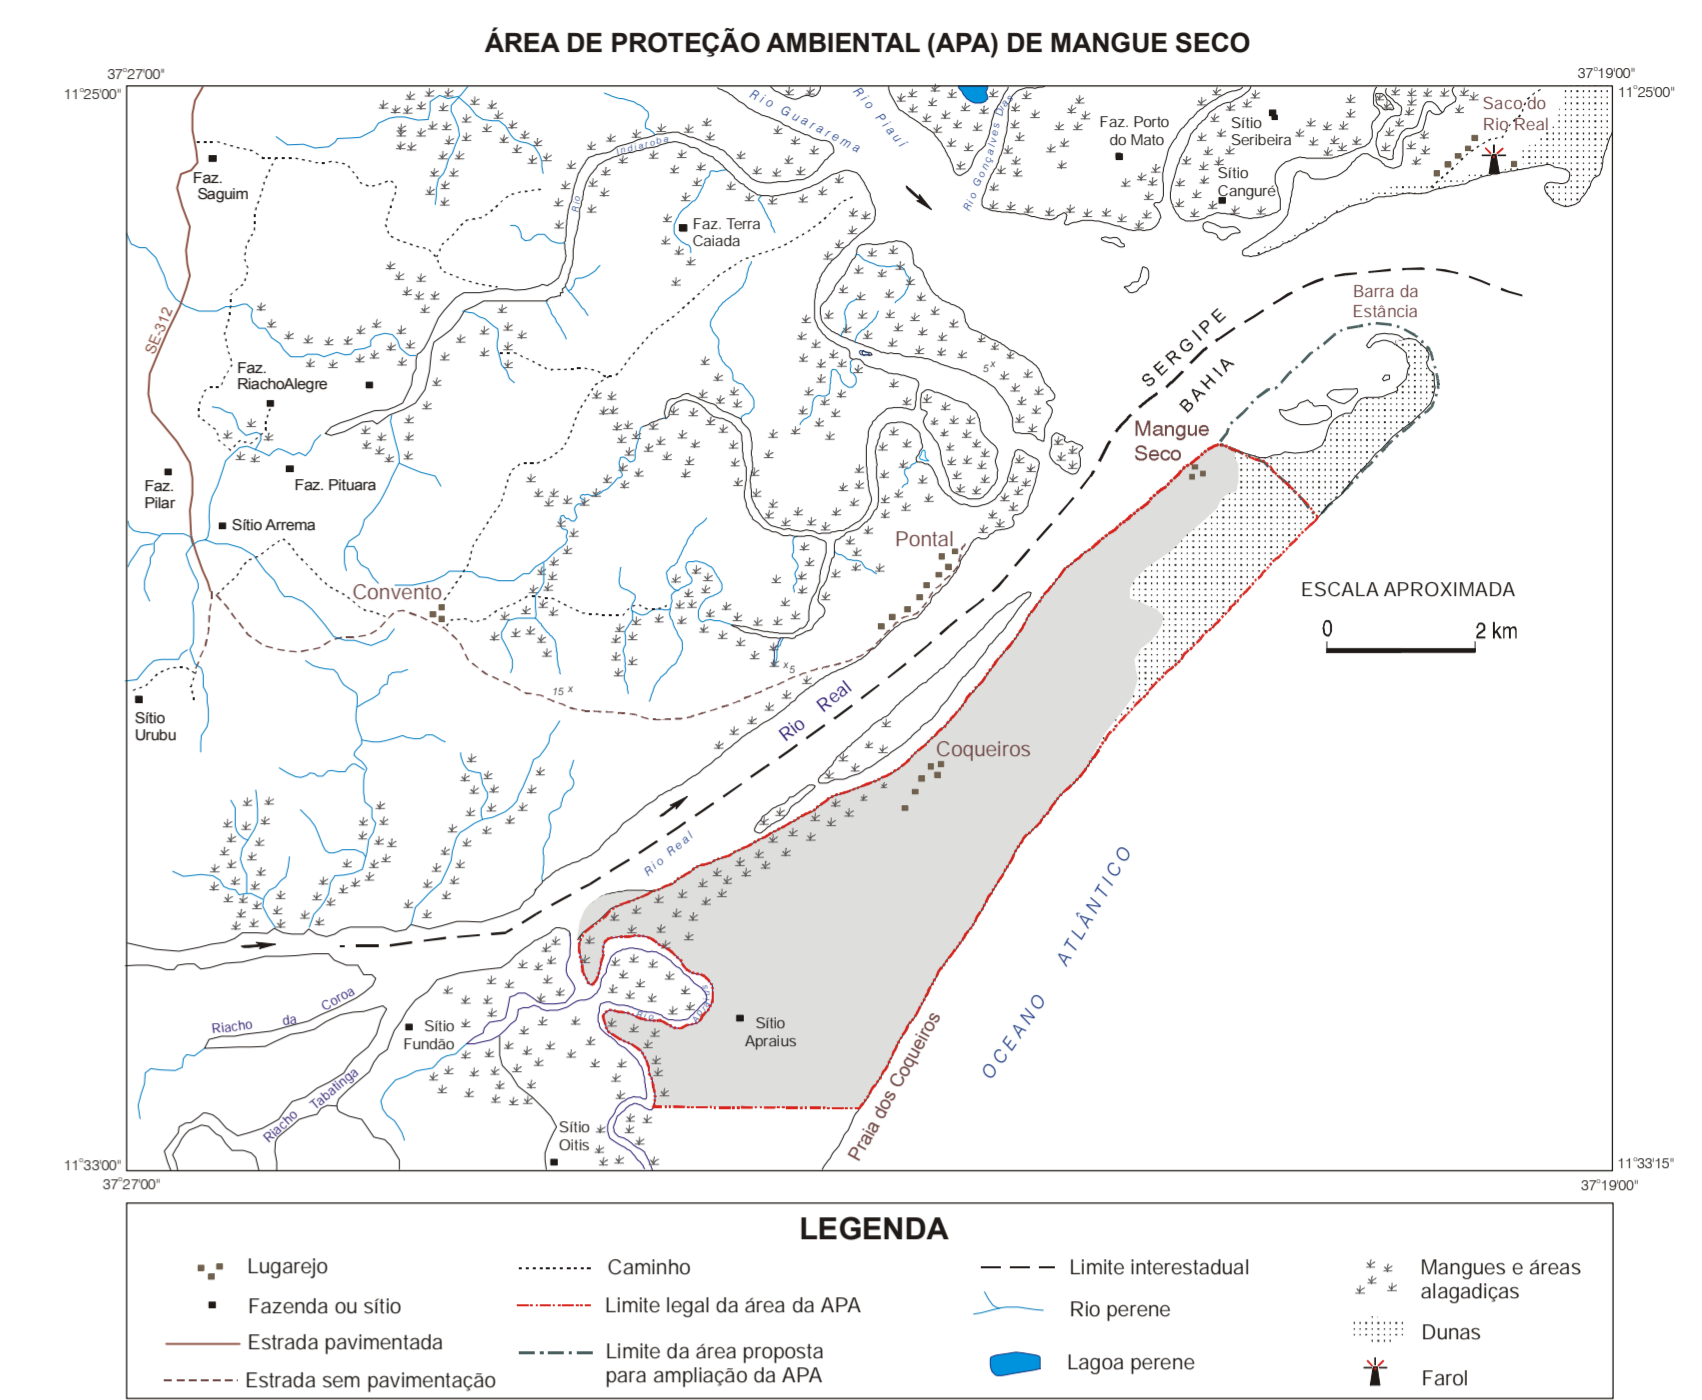 ÁREA DE PROTEÇÃO AMBIENTAL (APA) DE MANGUE SECO
37°27'00"
37°19'00"
11°25'00"
11°25'00"
Rio Guararema
Rio Piauí
Rio Gonçalves Dias
Faz. Porto
do Mato
Sítio
Seribeira
Saco do
Rio Real
Rio Indiaroba
Faz.
Saguim
Sítio
Canguré
Faz. Terra
Caiada
Barra da
Estância
SE-312
SERGIPE
BAHIA
Faz.
RiachoAlegre
5 x
Mangue
Seco
Faz.
Pilar
Faz. Pituara
Sítio Arrema
Pontal
Convento
ESCALA APROXIMADA
0
2 km
x 5
15 x
Sítio
Urubu
Rio Real
Coqueiros
Rio Real
OCEANO ATLÂNTICO
Riacho da Coroa
Sítio
Fundão
Rio
Sítio
Apraius
Praia dos Coqueiros
Riacho Tabatinga
Sítio
Oitis
11°33'00"
11°33'15"
37°27'00"
37°19'00"
LEGENDA
Lugarejo
Caminho
Limite interestadual
Mangues e áreas
alagadiças
Fazenda ou sítio
Limite legal da área da APA
Rio perene
Estrada pavimentada
Dunas
Limite da área proposta
para ampliação da APA
Lagoa perene
Estrada sem pavimentação
Farol